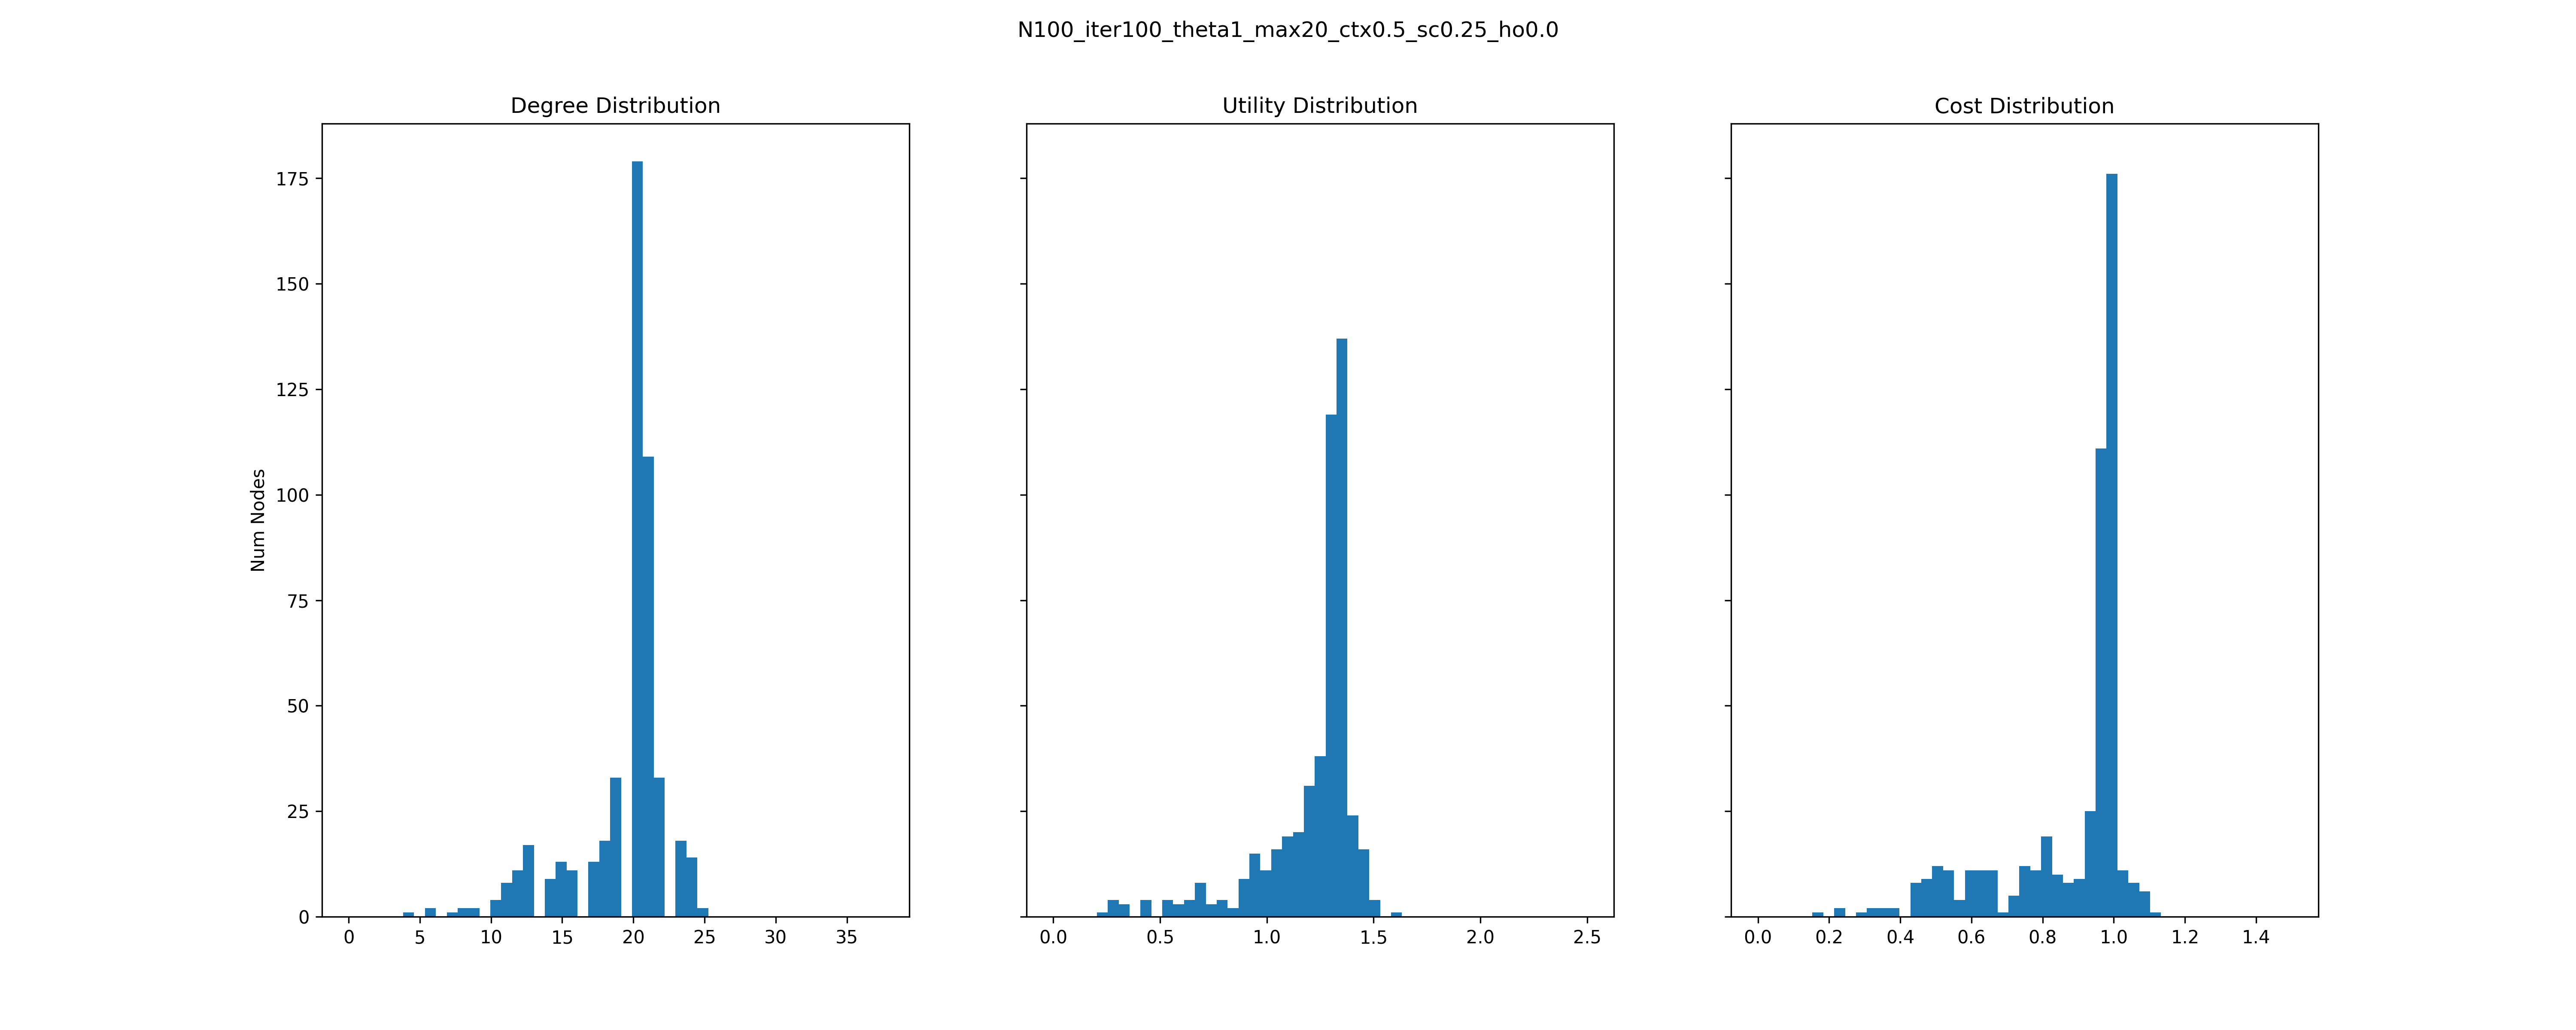 N100_iter100_theta1_max20_ctx0.5_sc0.25_ho0.0
Degree Distribution
Utility Distribution
Cost Distribution
Num Nodes
175
150
125
100
75
50
25
0
0 5 10 15 20 25 30 35
0.0 0.5 1.0 1.5 2.0 2.5
0.0 0.2 0.4 0.6 0.8 1.0 1.2 1.4